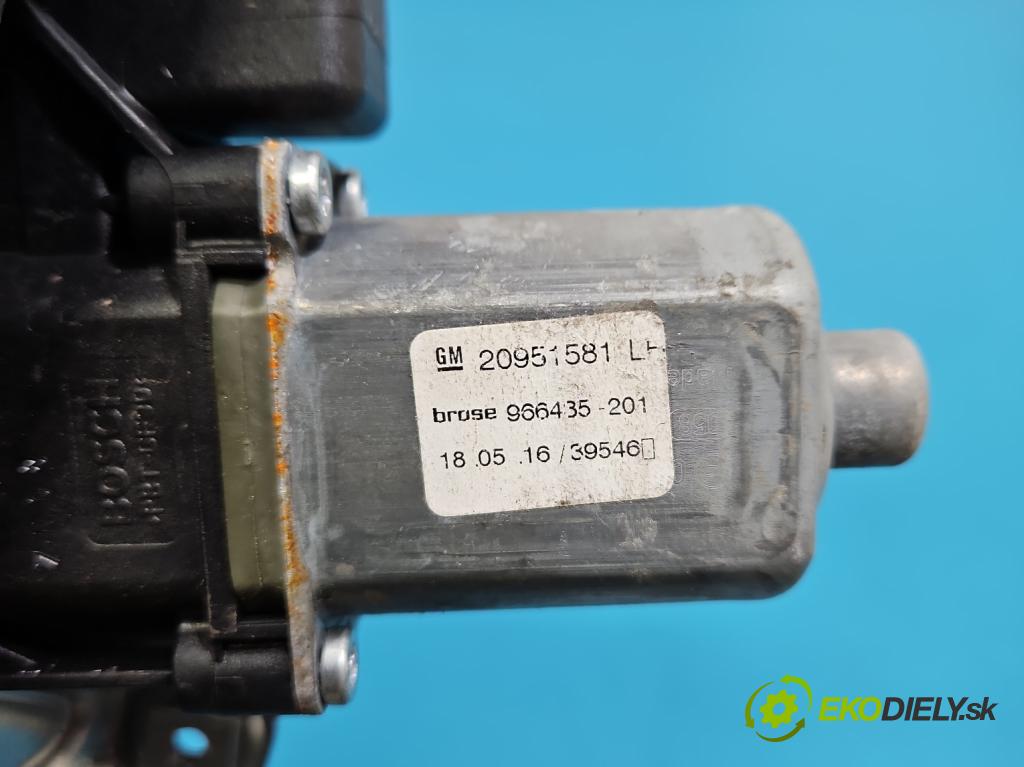 GM 20951581 LH
brose 966435-201
18.05.16/39546
BOSCH
EKODIELY.sk